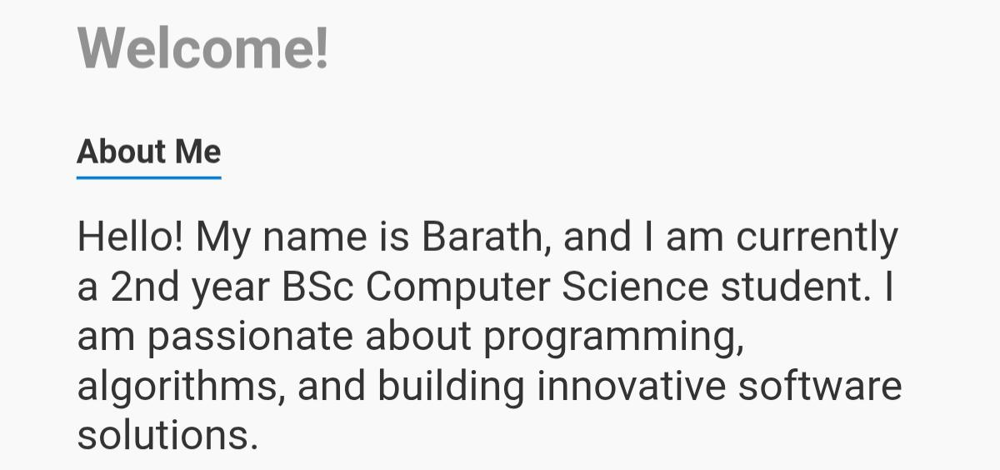 Welcome!
About Me
Hello! My name is Barath, and I am currently
a 2nd year BSc Computer Science student. I
am passionate about programming,
algorithms, and building innovative software
solutions.